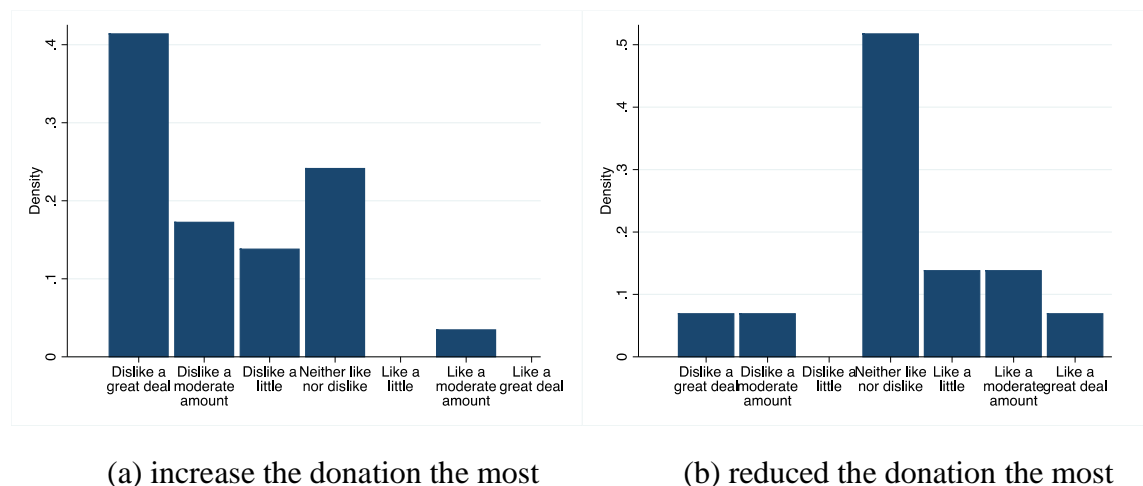 Density
.4
.3
.2
.1
0
Dislike a great deal
Dislike a moderate amount
Dislike a little
Neither like nor dislike
Like a little
Like a moderate amount
Like a great deal
(a) increase the donation the most
Density
.5
.4
.3
.2
.1
0
Dislike a great deal
Dislike a moderate amount
Dislike a little
Neither like nor dislike
Like a little
Like a moderate amount
Like a great deal
(b) reduced the donation the most